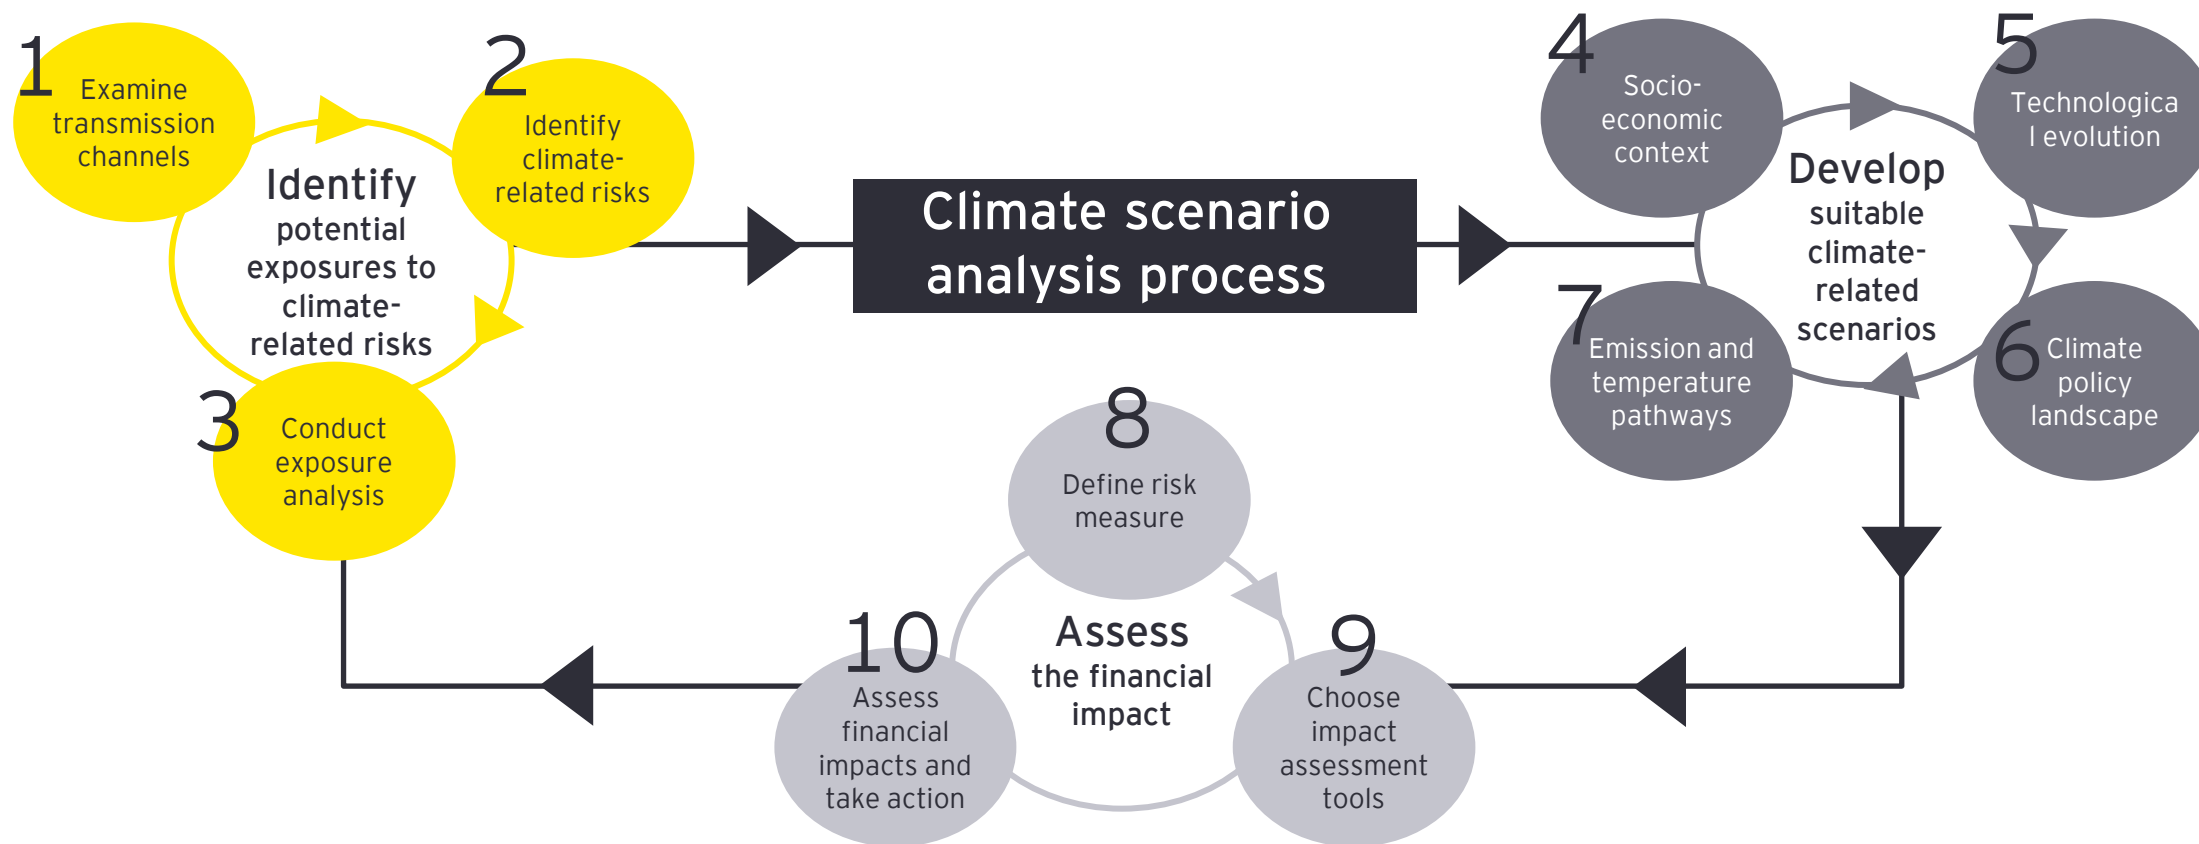 1
Examine
transmission
channels
2
Identify
climate-
related risks
Identify
potential
exposures to
climate-
related risks
3
Conduct
exposure
analysis
Climate scenario
analysis process
4
Socio-
economic
context
5
Technologica
l evolution
Develop
suitable
climate-
related
scenarios
6
Climate
policy
landscape
7
Emission and
temperature
pathways
8
Define risk
measure
Assess
the financial
impact
9
Choose
impact
assessment
tools
10
Assess
financial
impacts and
take action